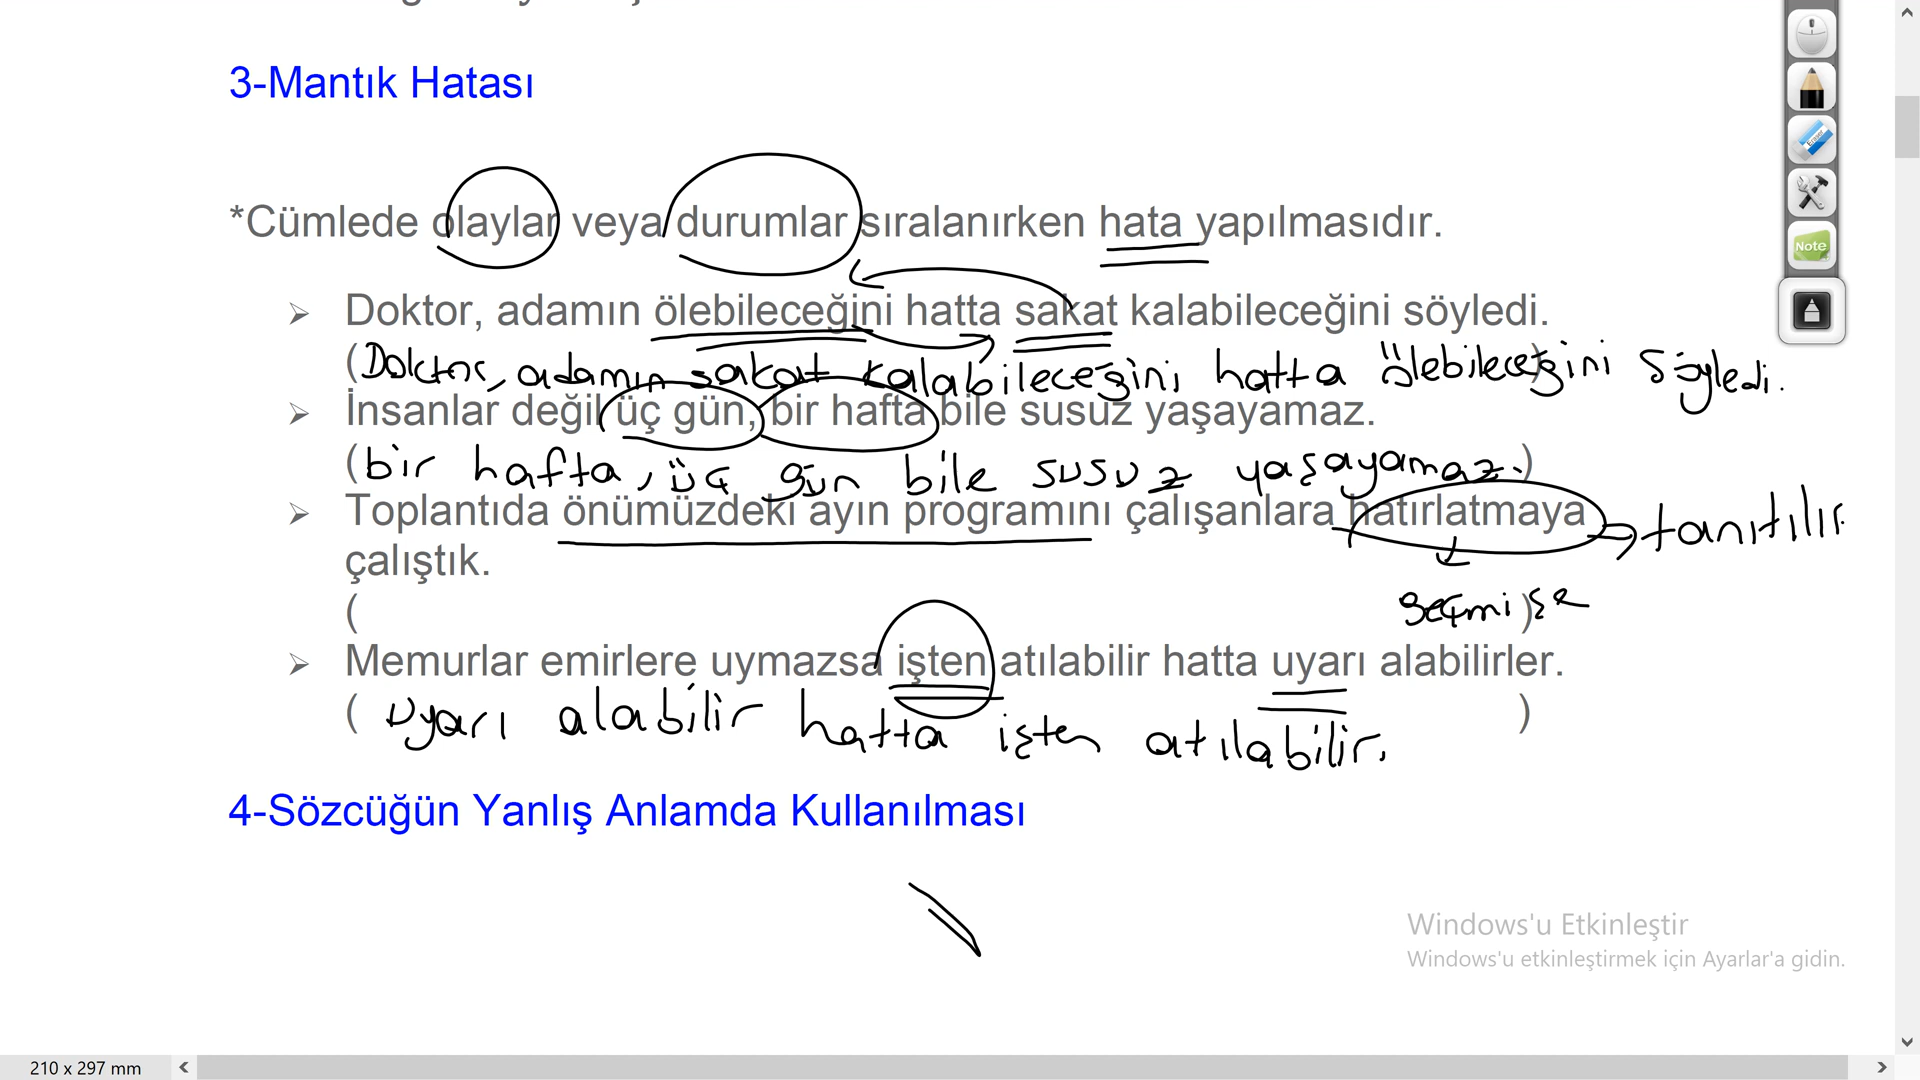 3-Mantık Hatası
*Cümlede olaylar veya durumlar sıralanırken hata yapılmasıdır.
➢ Doktor, adamın ölebileceğini hatta sakat kalabileceğini söyledi.
(Doktor, adamın sakat kalabileceğini hatta ölebileceğini söyledi.)
➢ İnsanlar değil üç gün, bir hafta bile susuz yaşayamaz.
(bir hafta, üç gün bile susuz yaşayamaz.)
➢ Toplantıda önümüzdeki ayın programını çalışanlara hatırlatmaya → tanıtılır
çalıştık.
( geçmişe )
➢ Memurlar emirlere uymazsa işten atılabilir hatta uyarı alabilirler.
( uyarı alabilir hatta işten atılabilir. )
4-Sözcüğün Yanlış Anlamda Kullanılması
Note
Windows'u Etkinleştir
Windows'u etkinleştirmek için Ayarlar'a gidin.
210 x 297 mm